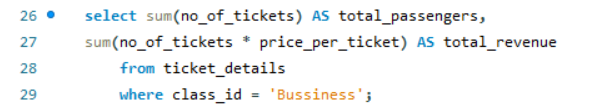 26 select sum(no_of_tickets) AS total_passengers,
27 sum(no_of_tickets * price_per_ticket) AS total_revenue
28 from ticket_details
29 where class_id = 'Bussiness';